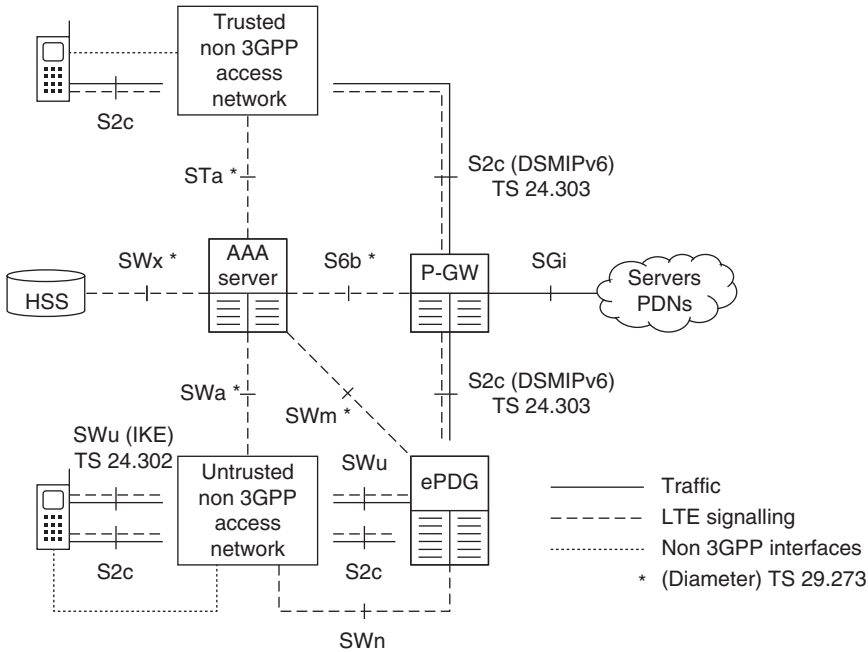 Trusted
non 3GPP
access
network
S2c
STa *
S2c (DSMIPv6)
TS 24.303
SWx *
AAA
server
S6b *
P-GW
SGi
Servers
PDNs
HSS
SWa *
SWm *
S2c (DSMIPv6)
TS 24.303
SWu (IKE)
TS 24.302
Untrusted
non 3GPP
access
network
SWu
ePDG
S2c
S2c
SWn
Traffic
LTE signalling
Non 3GPP interfaces
* (Diameter) TS 29.273